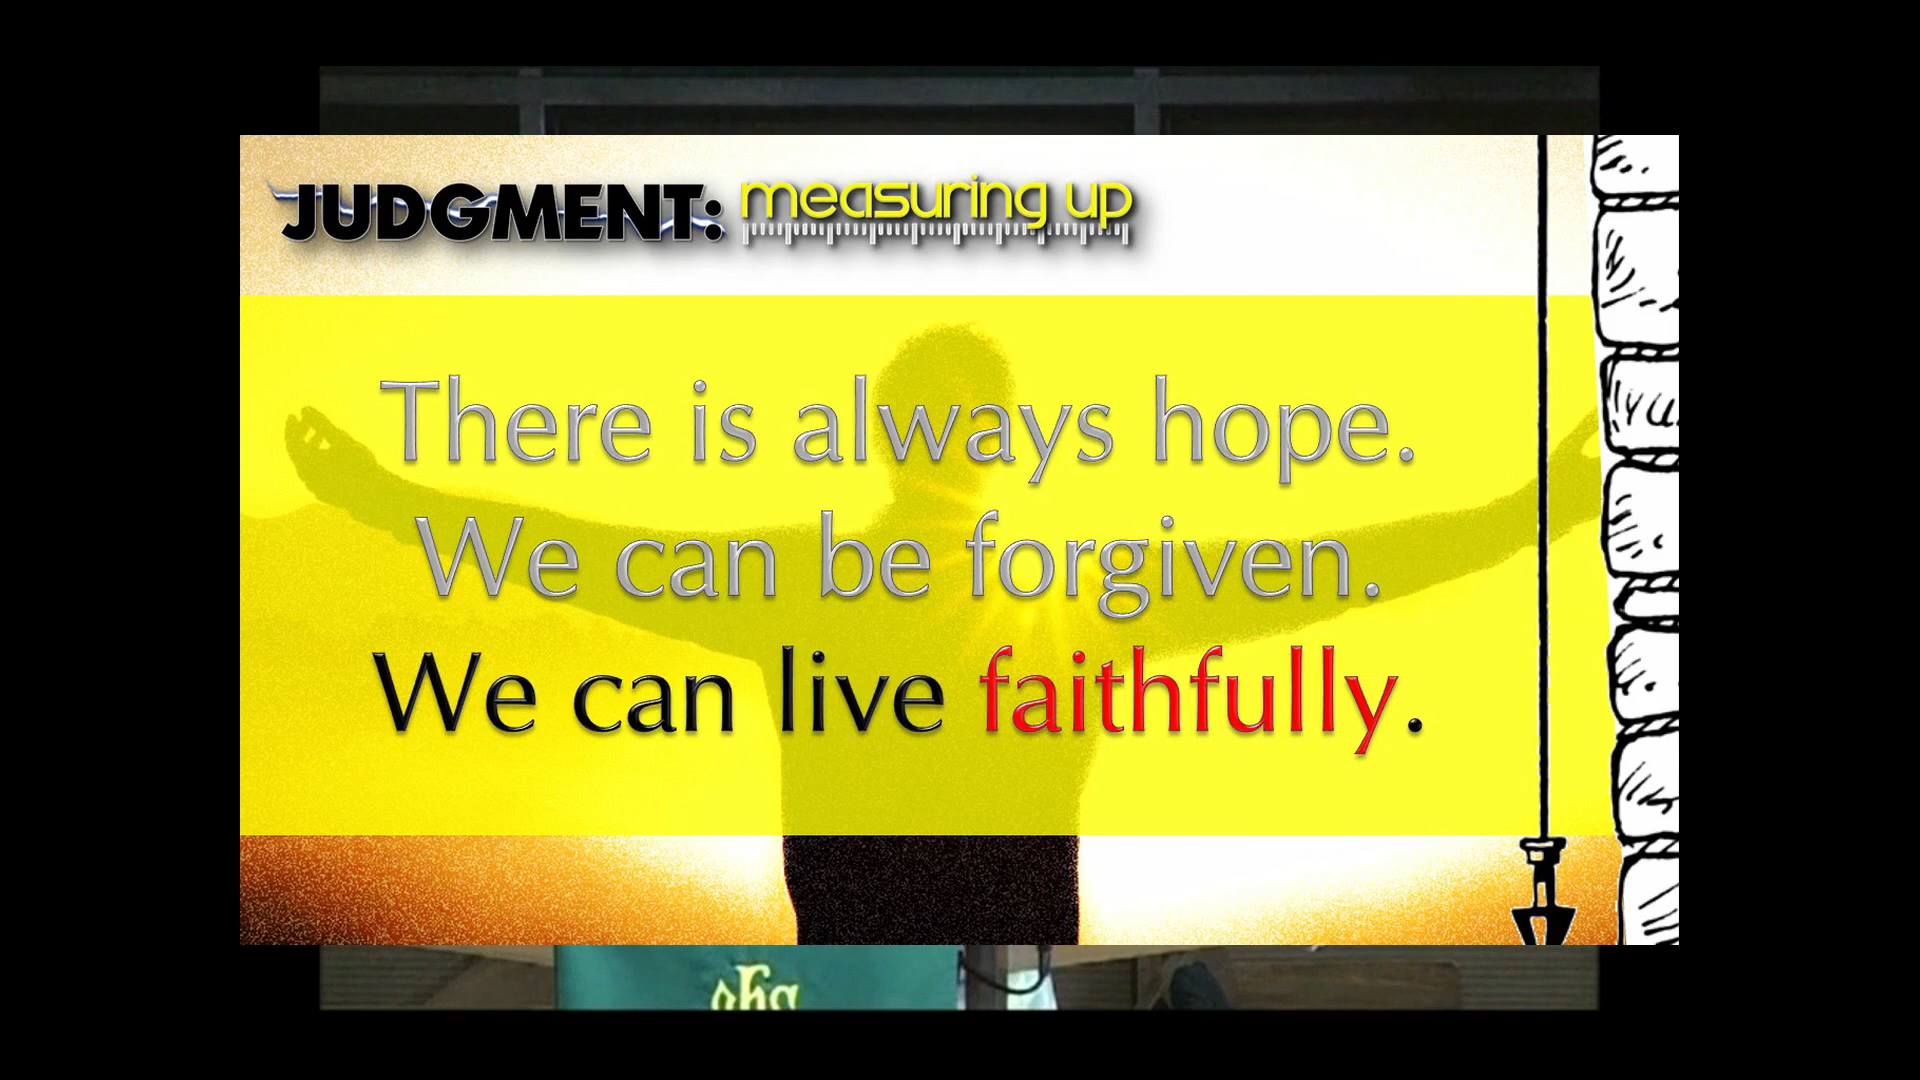 JUDGMENT: measuring up
There is always hope.
We can be forgiven.
We can live faithfully.